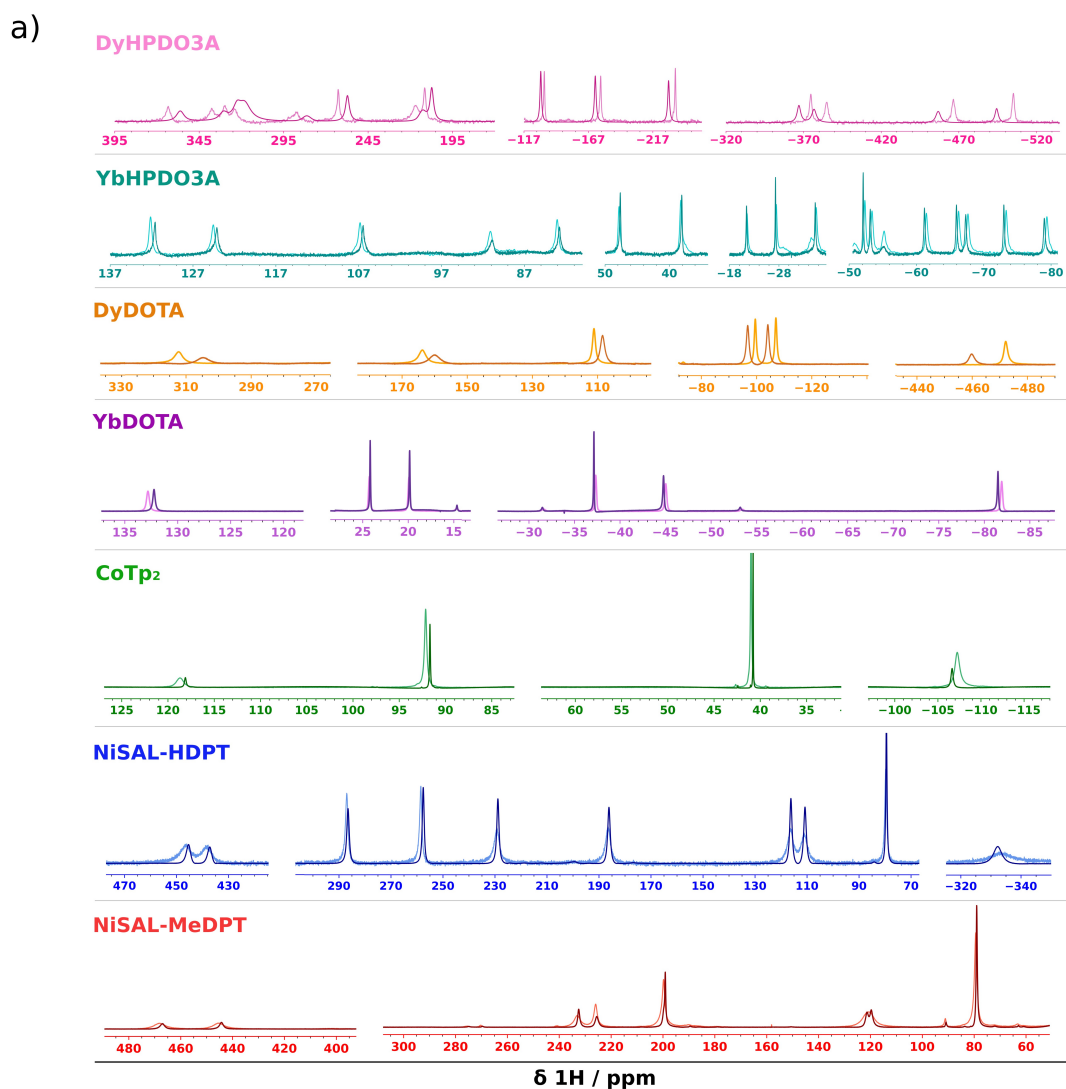 a)
DyHPDO3A
395 345 295 245 195 −117 −167 −217 −320 −370 −420 −470 −520
YbHPDO3A
137 127 117 107 97 87 50 40 −18 −28 −50 −60 −70 −80
DyDOTA
330 310 290 270 170 150 130 110 −80 −100 −120 −440 −460 −480
YbDOTA
135 130 125 120 25 20 15 −30 −35 −40 −45 −50 −55 −60 −65 −70 −75 −80 −85
CoTp₂
125 120 115 110 105 100 95 90 85 60 55 50 45 40 35 −100 −105 −110 −115
NiSAL-HDPT
470 450 430 290 270 250 230 210 190 170 150 130 110 90 70 −320 −340
NiSAL-MeDPT
480 460 440 420 400 300 280 260 240 220 200 180 160 140 120 100 80 60
δ 1H / ppm